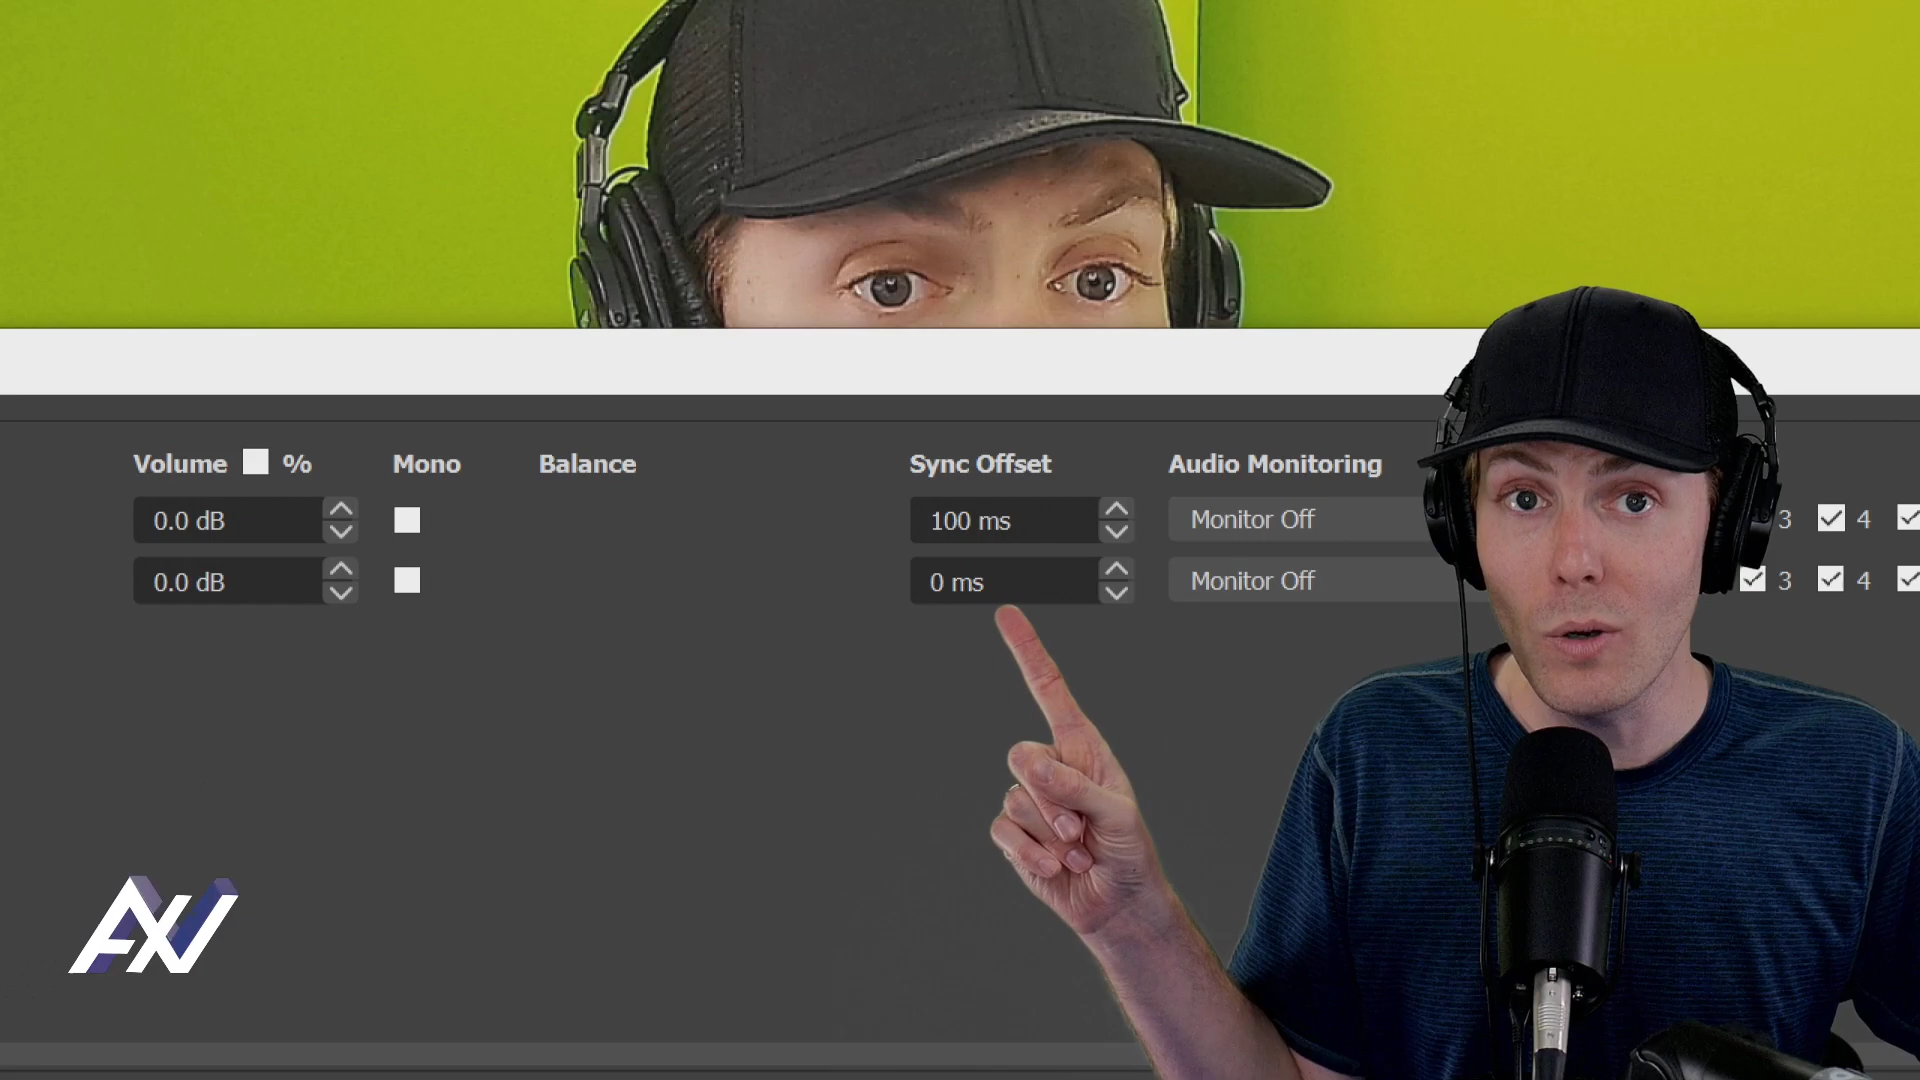 Volume % Mono Balance Sync Offset Audio Monitoring
0.0 dB 100 ms Monitor Off 3 4
0.0 dB 0 ms Monitor Off 3 4